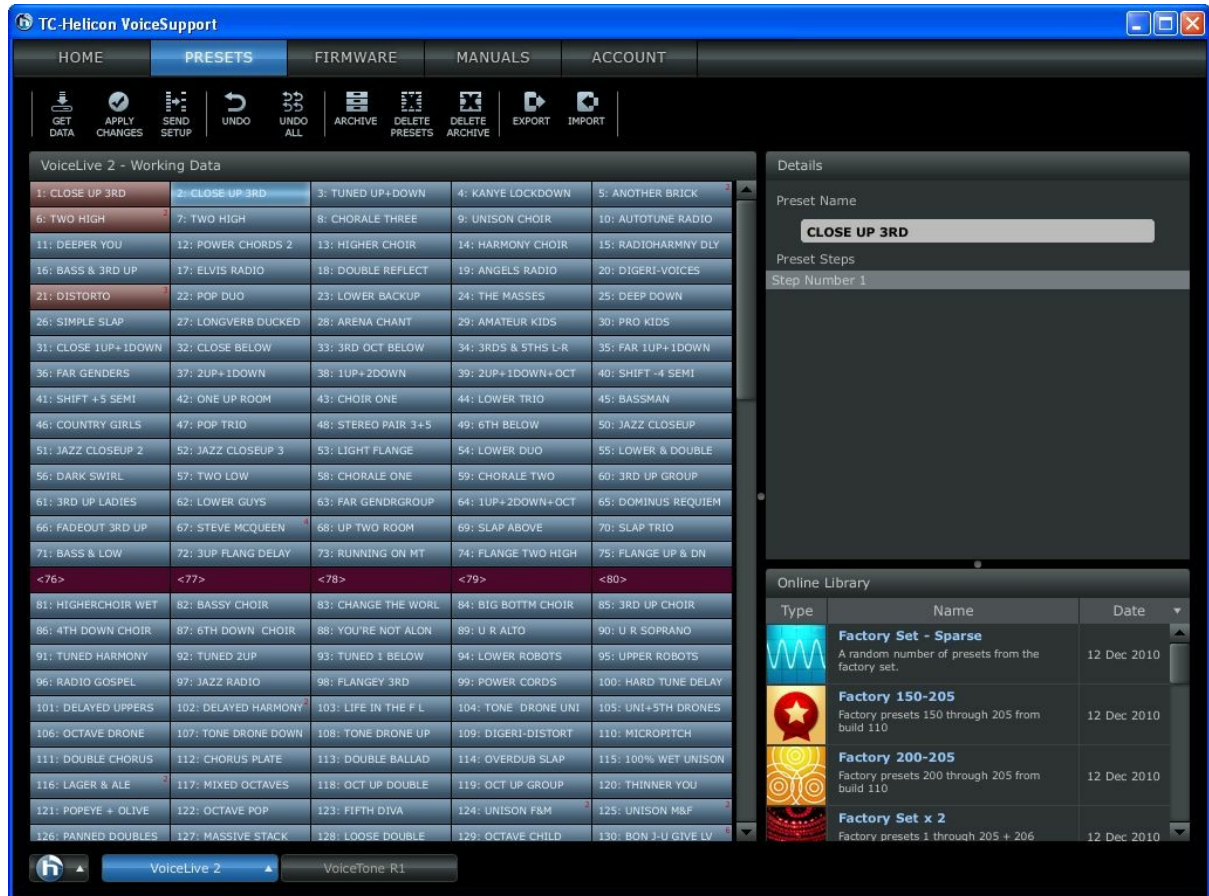 TC-Helicon VoiceSupport
HOME PRESETS FIRMWARE MANUALS ACCOUNT
GET DATA APPLY CHANGES SEND SETUP UNDO UNDO ALL ARCHIVE DELETE PRESETS DELETE ARCHIVE EXPORT IMPORT
VoiceLive 2 - Working Data
1: CLOSE UP 3RD 2: CLOSE UP 3RD 3: TUNED UP+DOWN 4: KANYE LOCKDOWN 5: ANOTHER BRICK 2
6: TWO HIGH 2 7: TWO HIGH 8: CHORALE THREE 9: UNISON CHOIR 10: AUTOTUNE RADIO
11: DEEPER YOU 12: POWER CHORDS 2 13: HIGHER CHOIR 14: HARMONY CHOIR 15: RADIOHARMNY DLY
16: BASS & 3RD UP 17: ELVIS RADIO 18: DOUBLE REFLECT 19: ANGELS RADIO 20: DIGERI-VOICES
21: DISTORTO 22: POP DUO 23: LOWER BACKUP 24: THE MASSES 25: DEEP DOWN
26: SIMPLE SLAP 27: LONGVERB DUCKED 28: ARENA CHANT 29: AMATEUR KIDS 30: PRO KIDS
31: CLOSE 1UP+1DOWN 32: CLOSE BELOW 33: 3RD OCT BELOW 34: 3RDS & 5THS L-R 35: FAR 1UP+1DOWN
36: FAR GENDERS 37: 2UP+1DOWN 38: 1UP+2DOWN 39: 2UP+1DOWN+OCT 40: SHIFT -4 SEMI
41: SHIFT +5 SEMI 42: ONE UP ROOM 43: CHOIR ONE 44: LOWER TRIO 45: BASSMAN
46: COUNTRY GIRLS 47: POP TRIO 48: STEREO PAIR 3+5 49: 6TH BELOW 50: JAZZ CLOSEUP
51: JAZZ CLOSEUP 2 52: JAZZ CLOSEUP 3 53: LIGHT FLANGE 54: LOWER DUO 55: LOWER & DOUBLE
56: DARK SWIRL 57: TWO LOW 58: CHORALE ONE 59: CHORALE TWO 60: 3RD UP GROUP
61: 3RD UP LADIES 62: LOWER GUYS 63: FAR GENDRGROUP 64: 1UP+2DOWN+OCT 65: DOMINUS REQUIEM
66: FADEOUT 3RD UP 67: STEVE MCQUEEN 4 68: UP TWO ROOM 69: SLAP ABOVE 70: SLAP TRIO
71: BASS & LOW 72: 3UP FLANG DELAY 73: RUNNING ON MT 74: FLANGE TWO HIGH 75: FLANGE UP & DN
<76> <77> <78> <79> <80>
81: HIGHERCHOIR WET 82: BASSY CHOIR 83: CHANGE THE WORL 84: BIG BOTTM CHOIR 85: 3RD UP CHOIR
86: 4TH DOWN CHOIR 87: 6TH DOWN  CHOIR 88: YOU'RE NOT ALON 89: U R ALTO 90: U R SOPRANO
91: TUNED HARMONY 92: TUNED 2UP 93: TUNED 1 BELOW 94: LOWER ROBOTS 95: UPPER ROBOTS
96: RADIO GOSPEL 97: JAZZ RADIO 98: FLANGEY 3RD 99: POWER CORDS 100: HARD TUNE DELAY
101: DELAYED UPPERS 102: DELAYED HARMONY 2 103: LIFE IN THE F L 104: TONE  DRONE UNI 105: UNI+5TH DRONES
106: OCTAVE DRONE 107: TONE DRONE DOWN 108: TONE DRONE UP 109: DIGERI-DISTORT 110: MICROPITCH
111: DOUBLE CHORUS 112: CHORUS PLATE 113: DOUBLE BALLAD 114: OVERDUB SLAP 115: 100% WET UNISON
116: LAGER & ALE 2 117: MIXED OCTAVES 118: OCT UP DOUBLE 119: OCT UP GROUP 120: THINNER YOU
121: POPEYE + OLIVE 122: OCTAVE POP 123: FIFTH DIVA 124: UNISON F&M 2 125: UNISON M&F 2
126: PANNED DOUBLES 127: MASSIVE STACK 128: LOOSE DOUBLE 129: OCTAVE CHILD 130: BON J-U GIVE LV 6
Details
Preset Name
CLOSE UP 3RD
Preset Steps
Step Number 1
Online Library
Type Name Date
Factory Set - Sparse
A random number of presets from the
factory set.
12 Dec 2010
Factory 150-205
Factory presets 150 through 205 from
build 110
12 Dec 2010
Factory 200-205
Factory presets 200 through 205 from
build 110
12 Dec 2010
Factory Set x 2
Factory presets 1 through 205 + 206
12 Dec 2010
h VoiceLive 2 VoiceTone R1